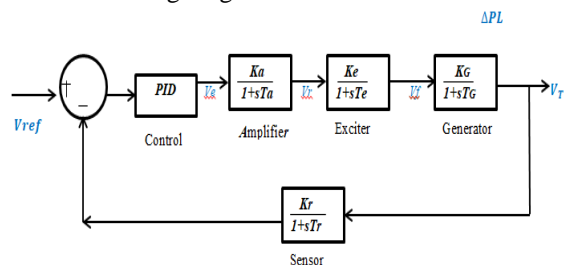 ΔPL
Ka
1+sTa
Ke
1+sTe
KG
1+sTG
+
−
PID
Ve
Vr
Vf
VT
Vref
Control
Amplifier
Exciter
Generator
Kr
1+sTr
Sensor